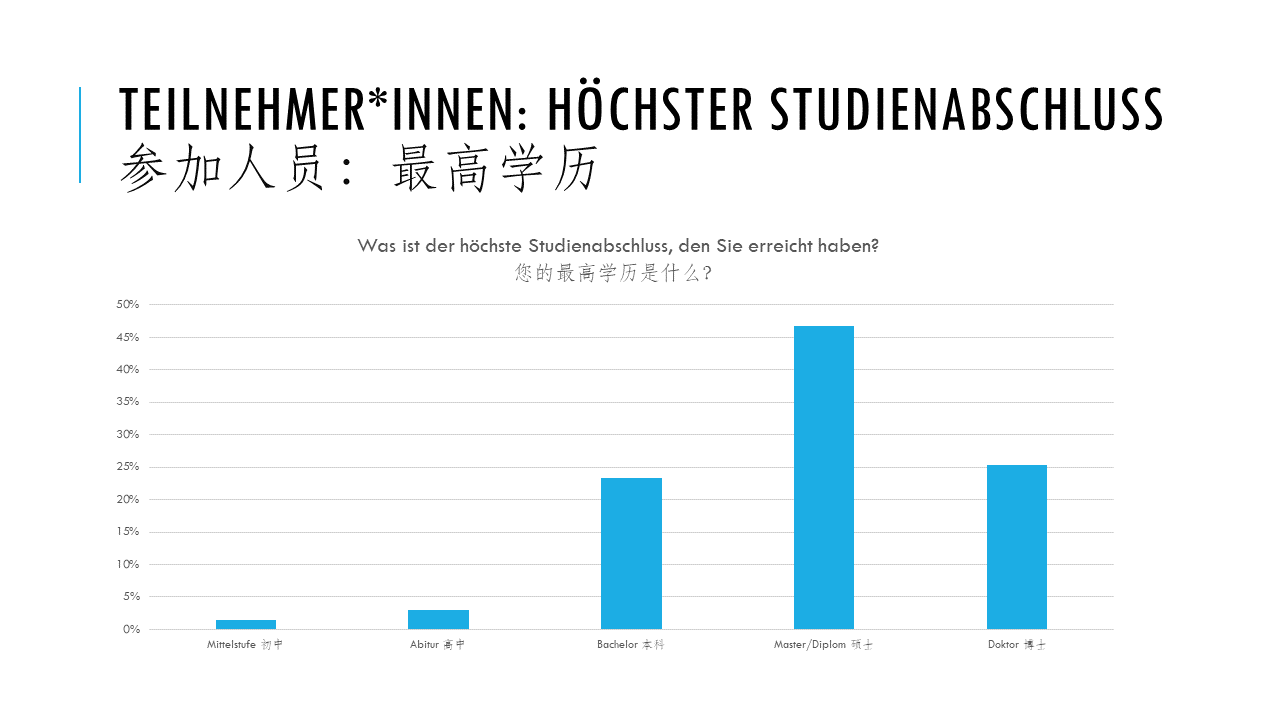 TEILNEHMER*INNEN: HÖCHSTER STUDIENABSCHLUSS
参加人员：最高学历
Was ist der höchste Studienabschluss, den Sie erreicht haben?
您的最高学历是什么?
50%
45%
40%
35%
30%
25%
20%
15%
10%
5%
0%
Mittelstufe 初中
Abitur 高中
Bachelor 本科
Master/Diplom 硕士
Doktor 博士